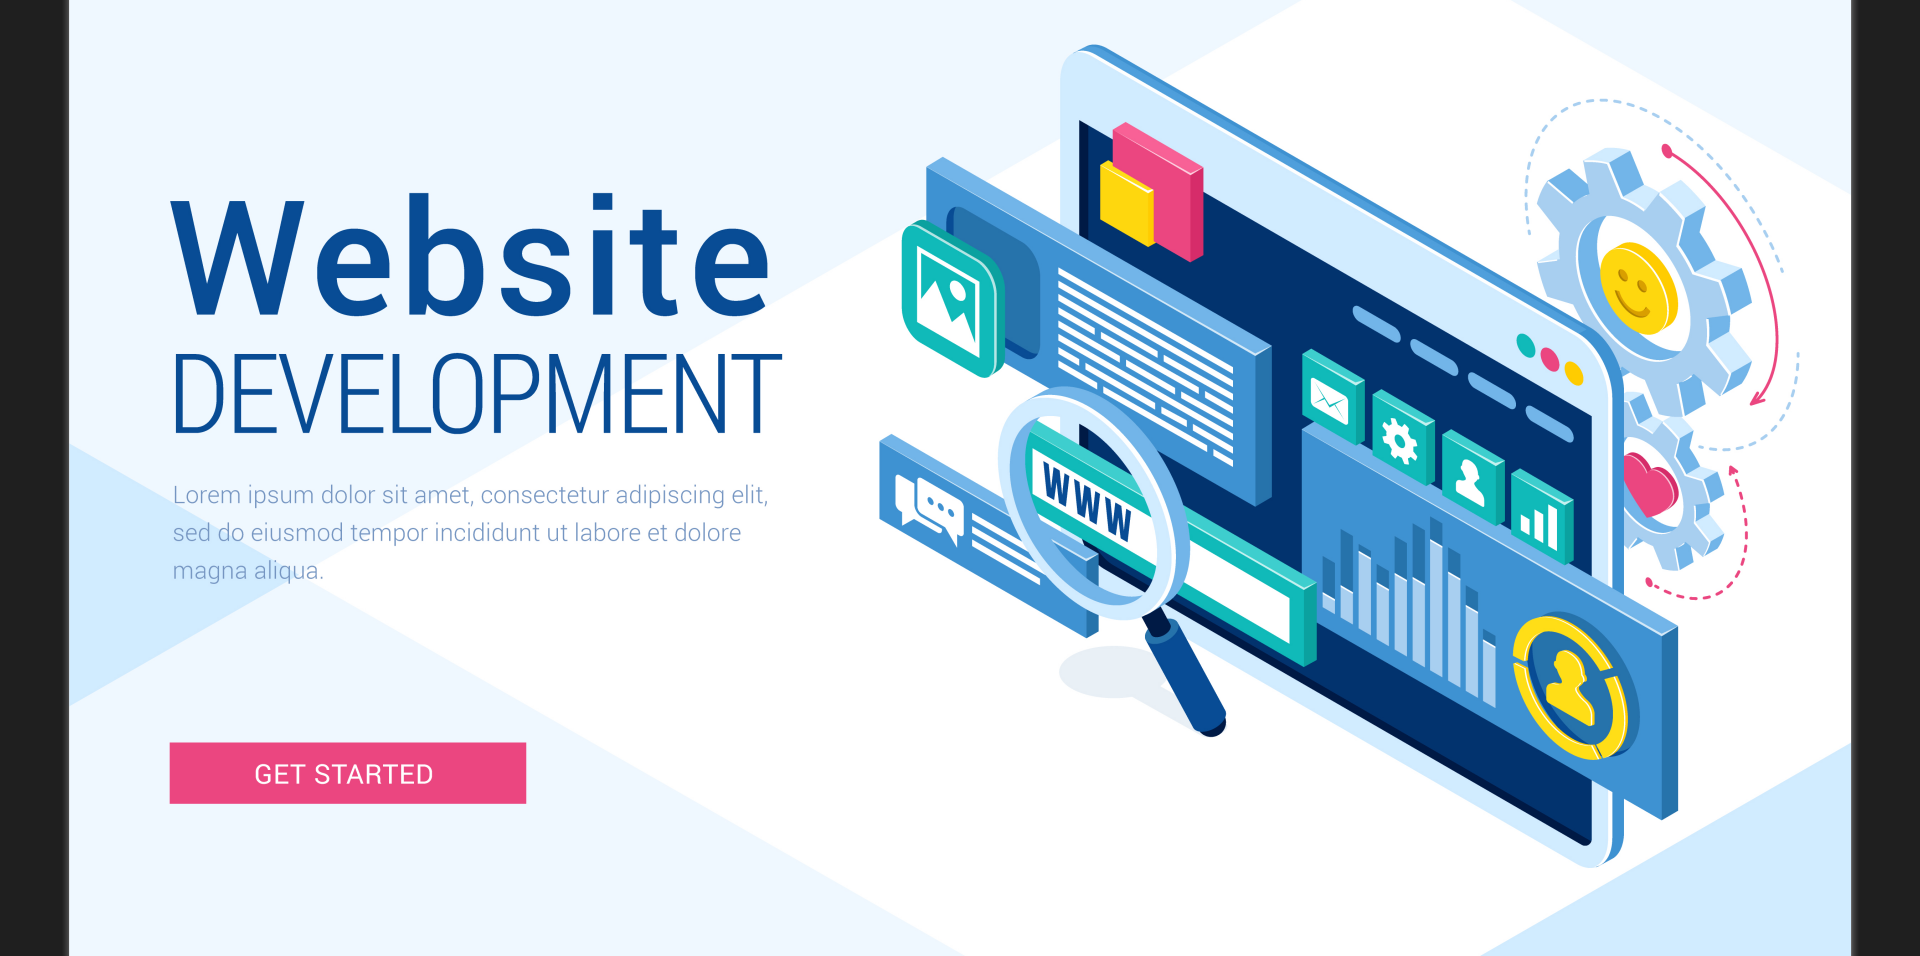 Website
DEVELOPMENT
Lorem ipsum dolor sit amet, consectetur adipiscing elit,
sed do eiusmod tempor incididunt ut labore et dolore
magna aliqua.
GET STARTED
WWW